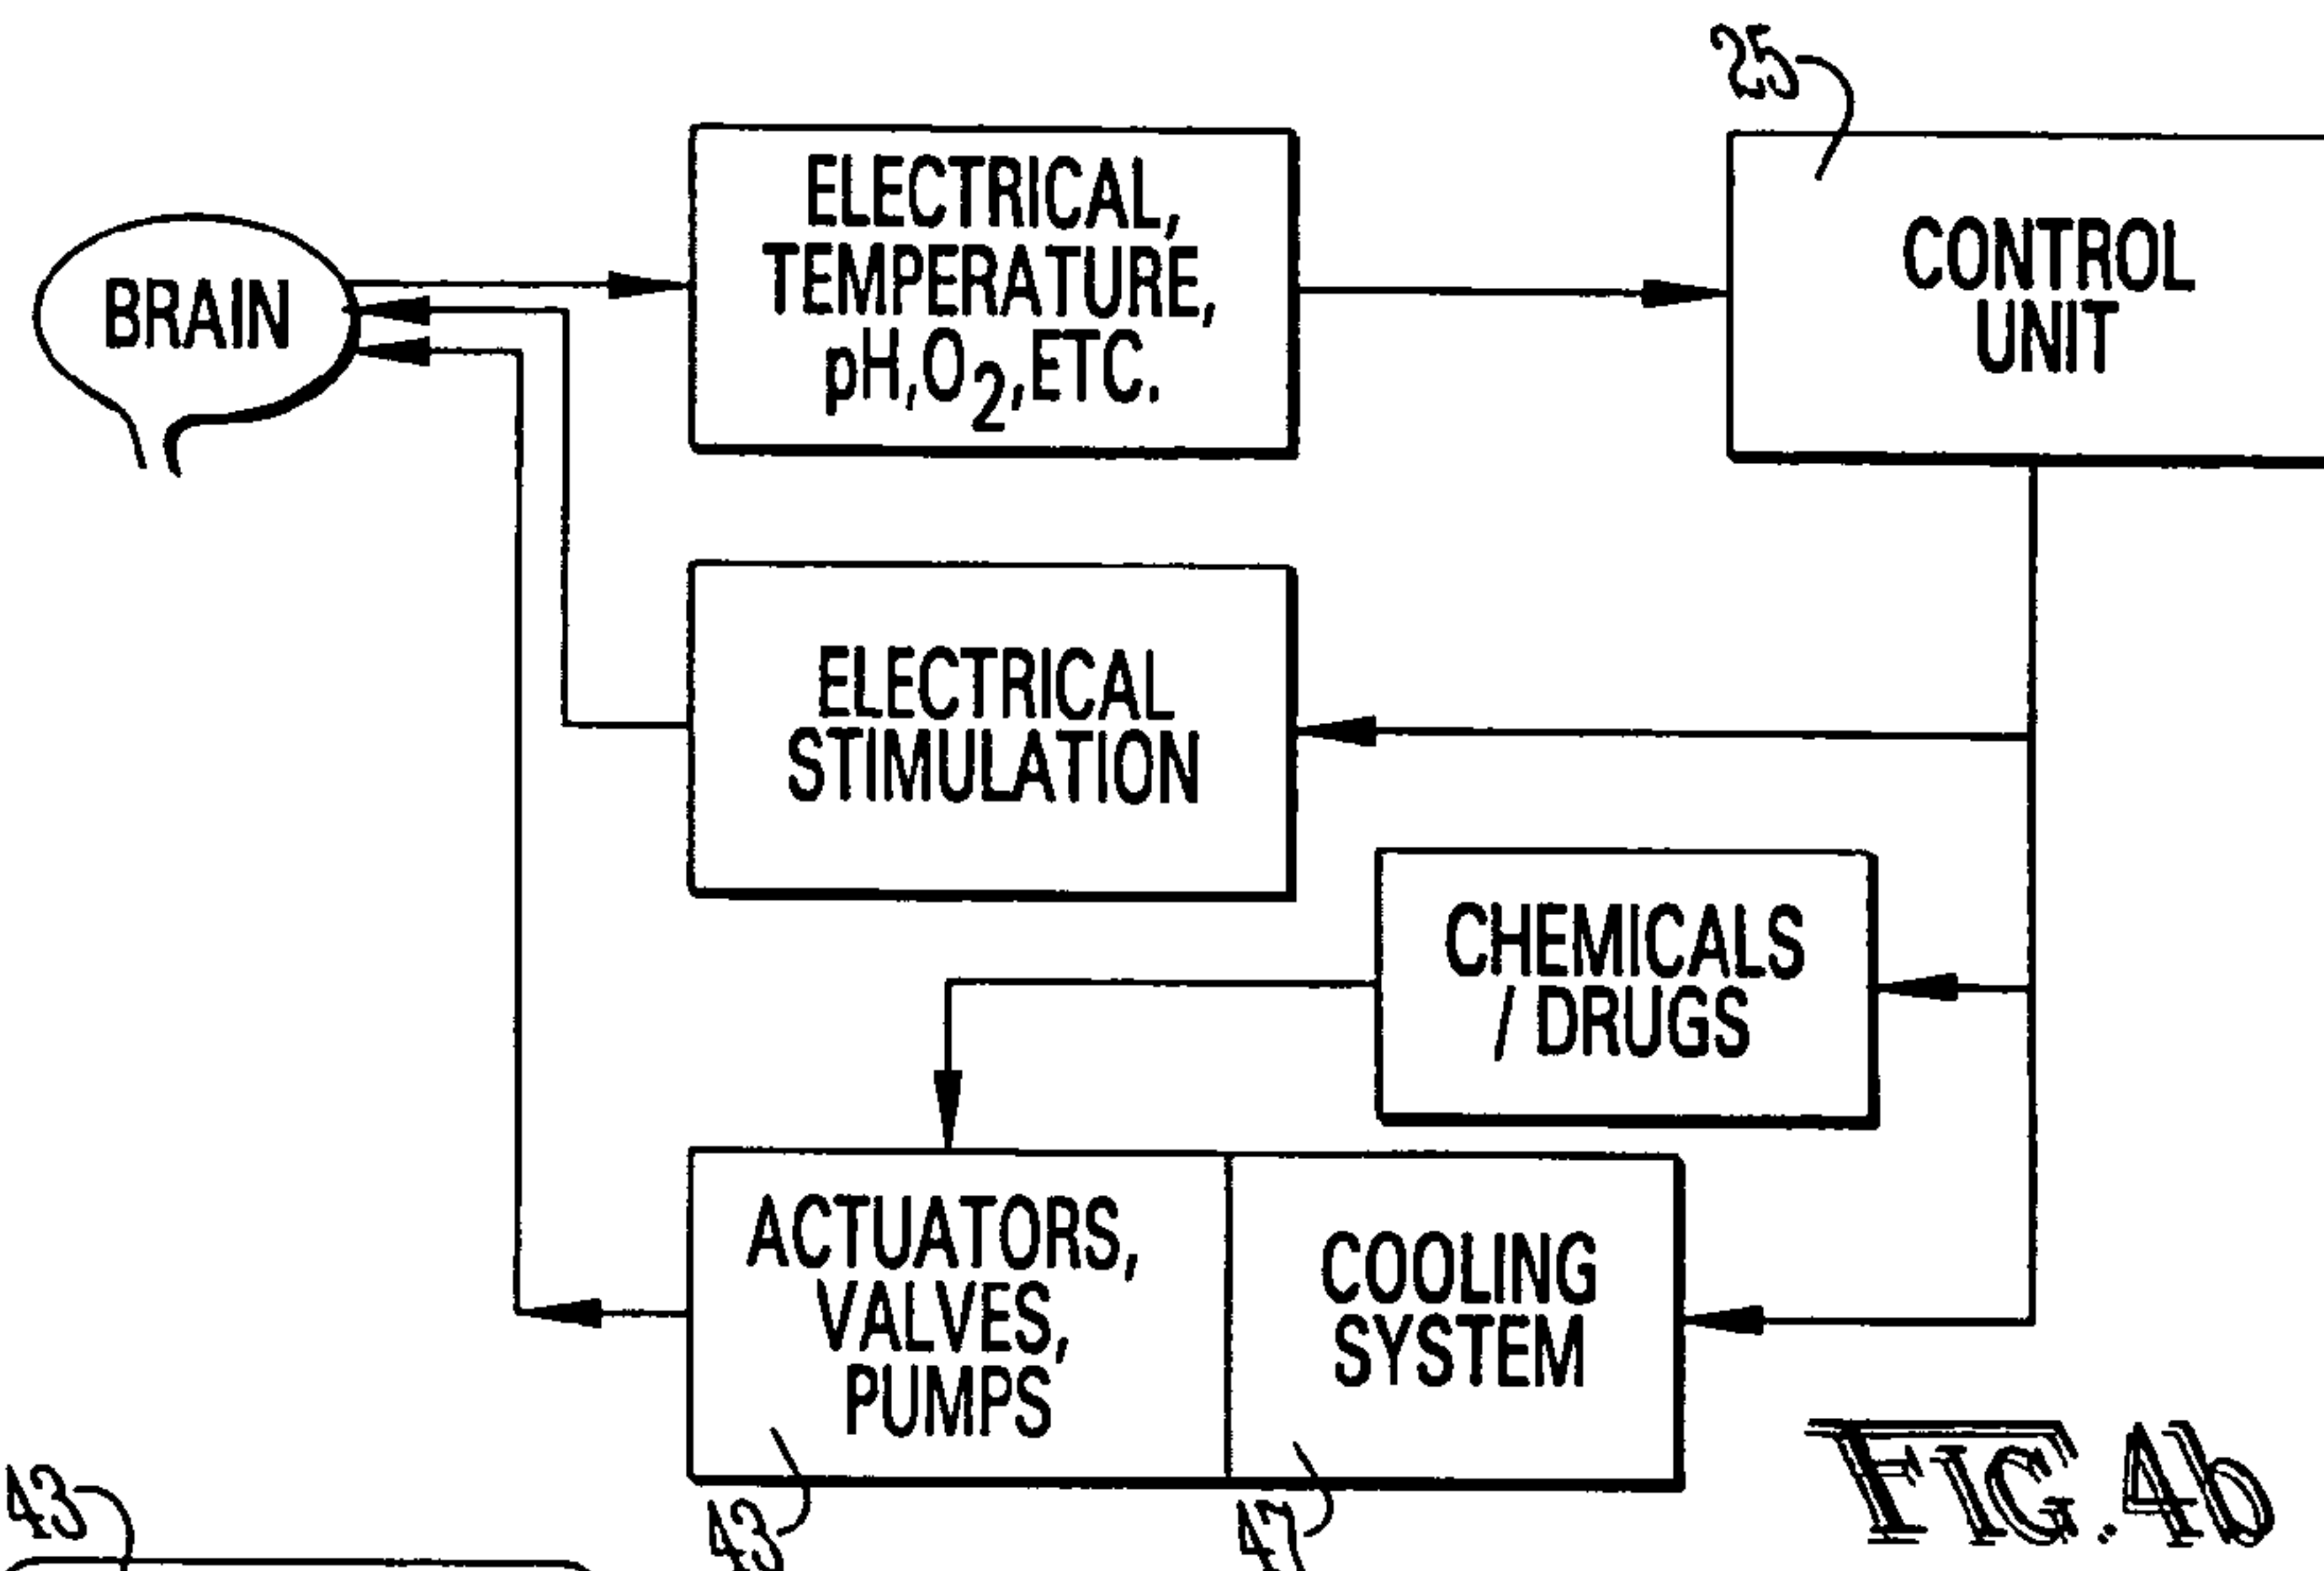 25
ELECTRICAL,
TEMPERATURE,
pH,O2,ETC.
CONTROL
UNIT
BRAIN
ELECTRICAL
STIMULATION
CHEMICALS
/ DRUGS
ACTUATORS,
VALVES,
PUMPS
COOLING
SYSTEM
FIG.4b
43
43
47